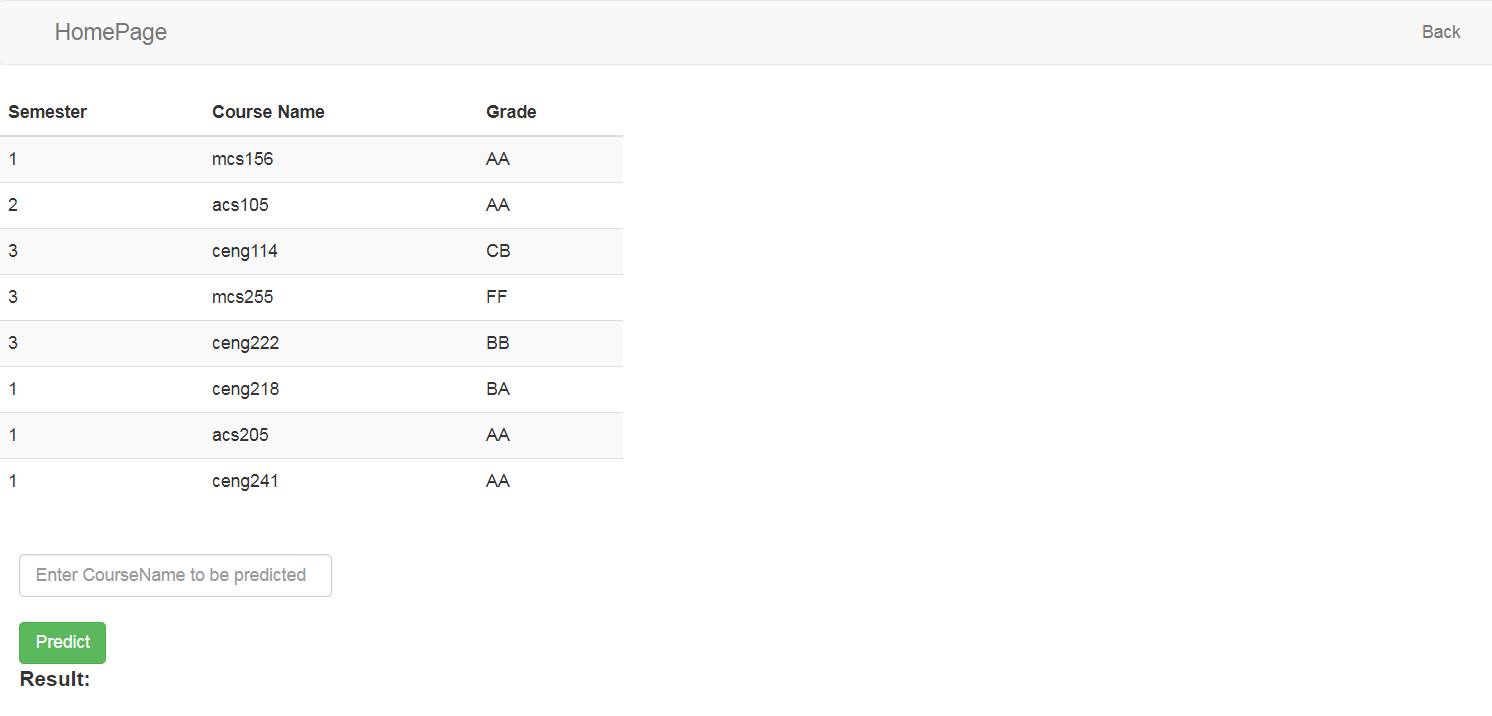 HomePage Back
Semester Course Name Grade
1 mcs156 AA
2 acs105 AA
3 ceng114 CB
3 mcs255 FF
3 ceng222 BB
1 ceng218 BA
1 acs205 AA
1 ceng241 AA
Enter CourseName to be predicted
Predict
Result: